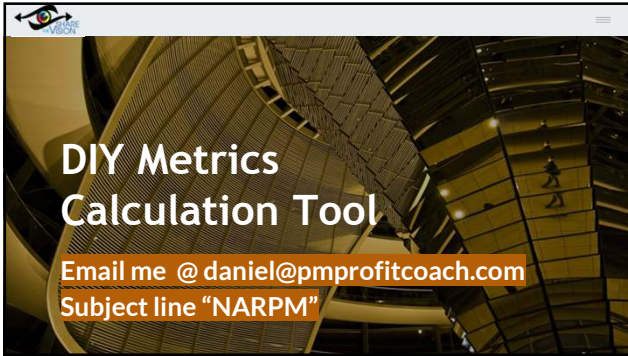 SHARE
THE VISION
DIY Metrics
Calculation Tool
Email me @ daniel@pmprofitcoach.com
Subject line “NARPM”